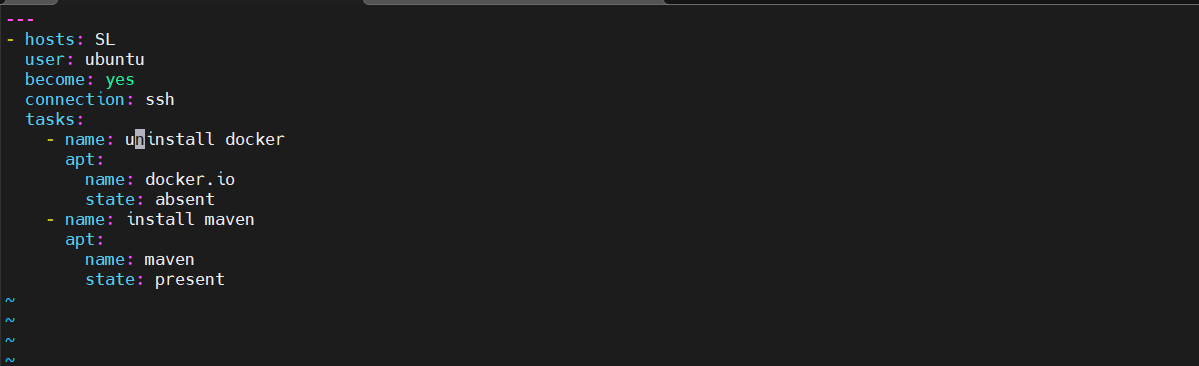 ---
- hosts: SL
  user: ubuntu
  become: yes
  connection: ssh
  tasks:
    - name: uninstall docker
      apt:
        name: docker.io
        state: absent
    - name: install maven
      apt:
        name: maven
        state: present
~
~
~
~